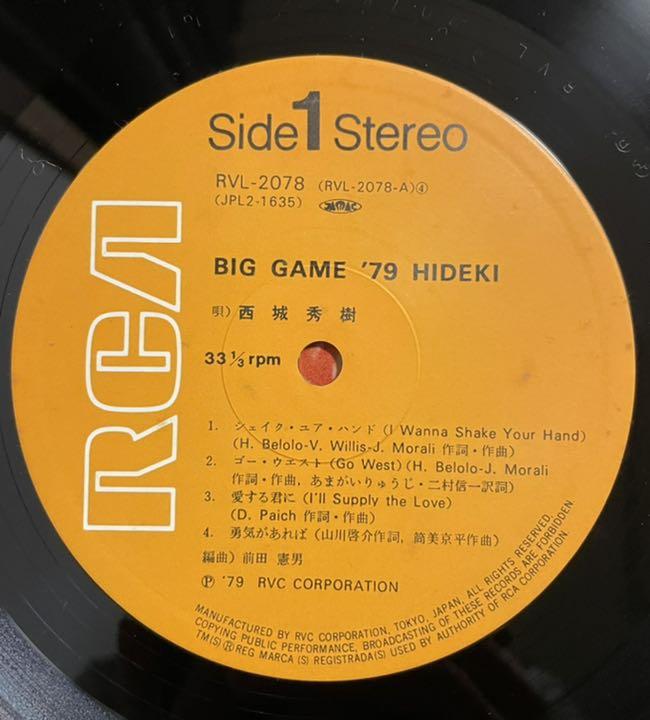 Side 1 Stereo
RVL-2078 (RVL-2078-A)④
(JPL2-1635)
BIG GAME '79 HIDEKI
唄) 西城秀樹
33 1/3 rpm
RCA
1. シェイク・ユア・ハンド (I Wanna Shake Your Hand)
(H. Belolo-V. Willis-J. Morali 作詞・作曲)
2. ゴー・ウエスト (Go West) (H. Belolo-J. Morali
作詞・作曲, あまがいりゅうじ・二村信一訳詞)
3. 愛する君に (I'll Supply the Love)
(D. Paich 作詞・作曲)
4. 勇気があれば (山川啓介作詞, 筒美京平作曲)
編曲) 前田 憲男
Ⓟ '79 RVC CORPORATION
MANUFACTURED BY RVC CORPORATION, TOKYO, JAPAN. ALL RIGHTS RESERVED.
COPYING PUBLIC PERFORMANCE, BROADCASTING OF THESE RECORDS ARE FORBIDDEN
TM(S) ® REG MARCA (S) REGISTRADA(S) USED BY AUTHORITY OF RCA CORPORATION.